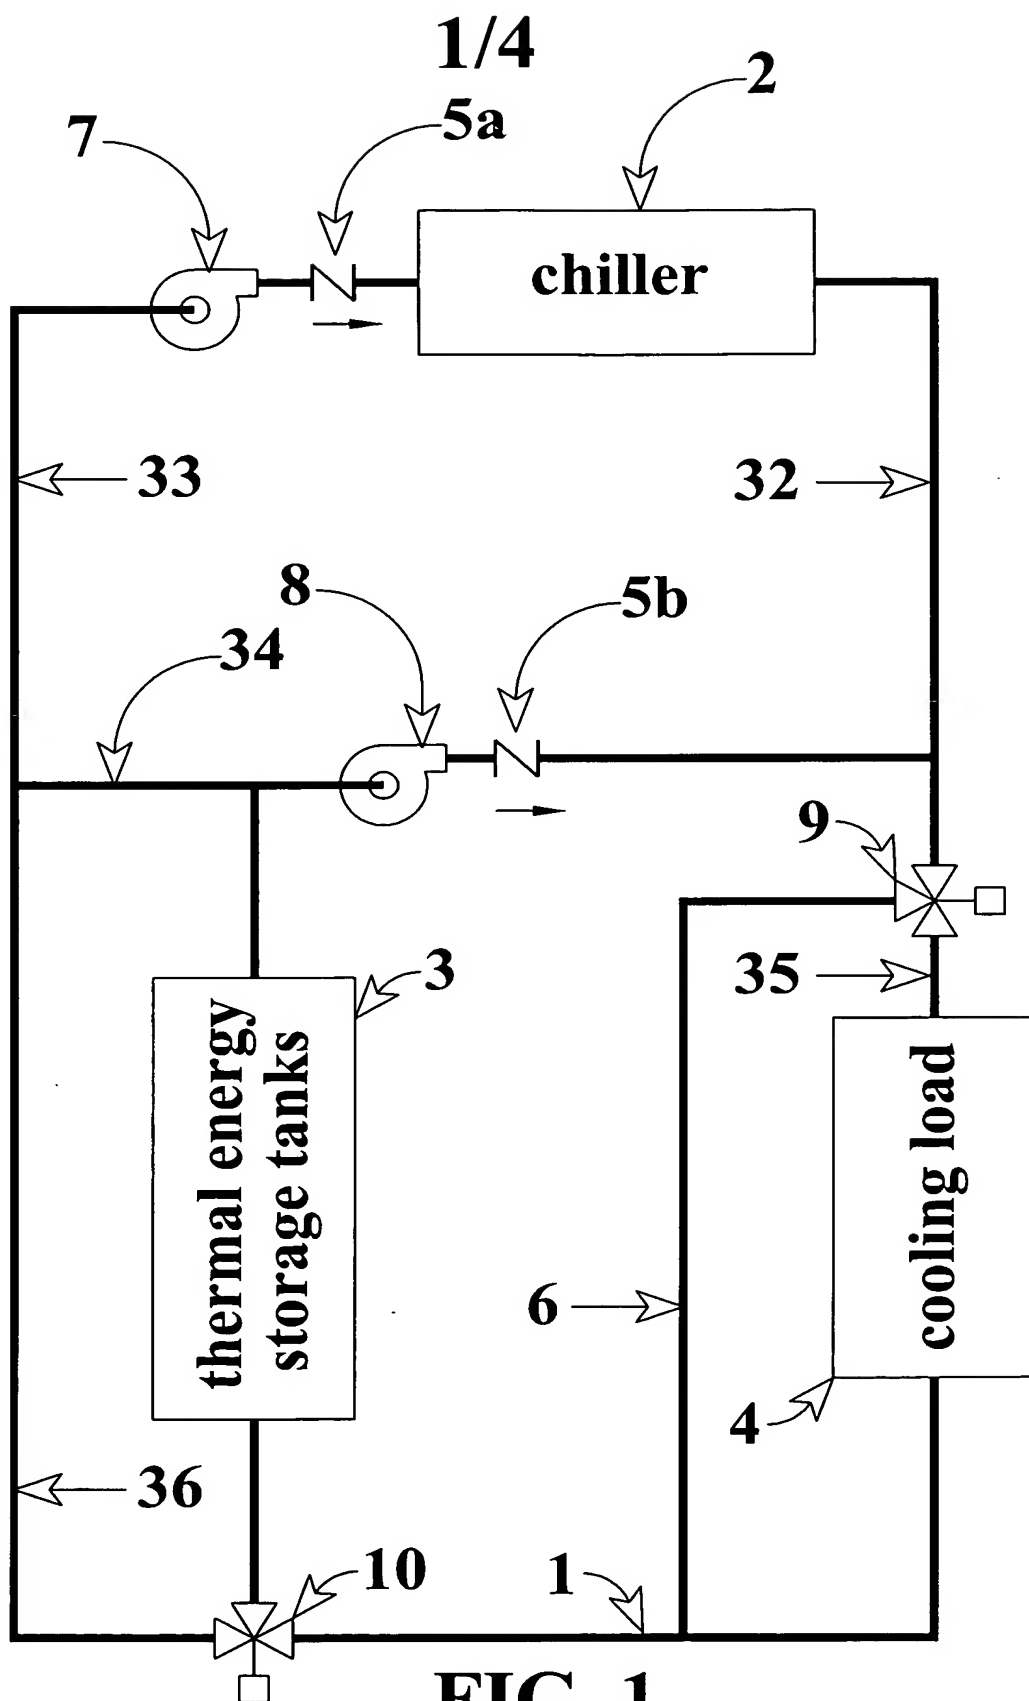 1/4
2
5a
7
chiller
33
32
8
5b
34
9
3
35
thermal energy
storage tanks
cooling load
6
4
36
10
1
FIG. 1